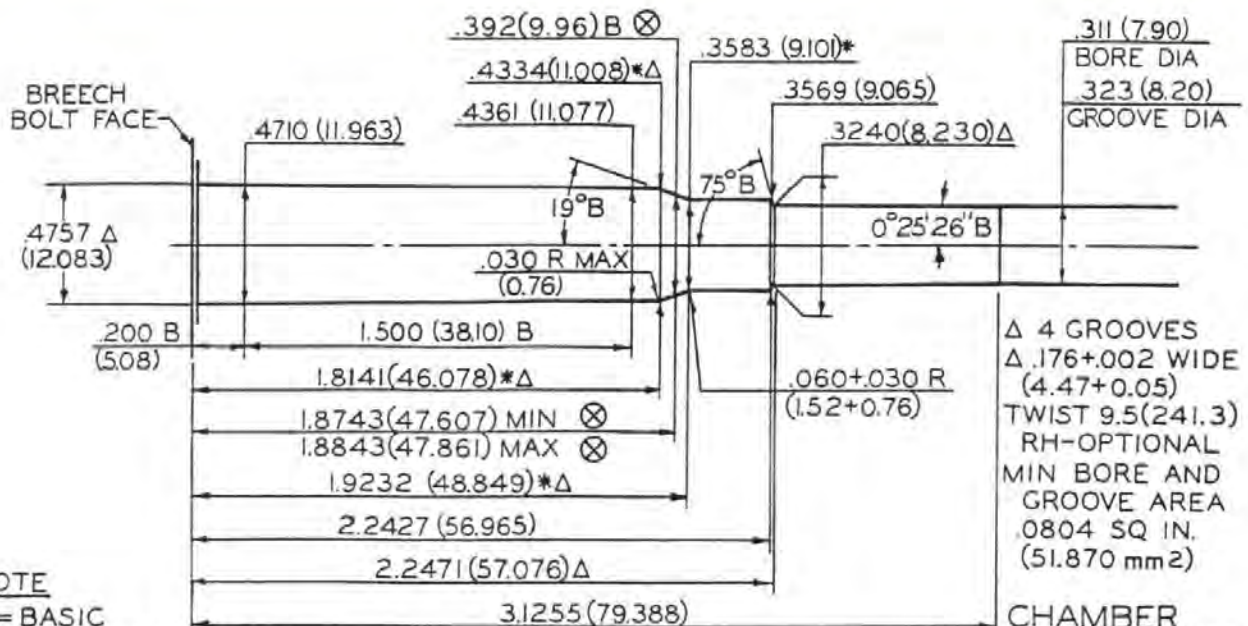 .392(9.96) B ⊗
.3583 (9.101)*
.311 (7.90)
BORE DIA
.4334(11.008)*Δ
.3569 (9.065)
.323 (8.20)
GROOVE DIA
BREECH
BOLT FACE
.4710 (11.963)
.4361 (11.077)
.3240(8,230)Δ
19°B
75°B
0°25'26"B
.4757 Δ
(12.083)
.030 R MAX
(0.76)
.200 B
(5.08)
1.500 (38.10) B
1.8141(46.078)*Δ
.060+.030 R
(1.52+0.76)
1.8743(47.607) MIN ⊗
1.8843(47.861) MAX ⊗
1.9232 (48.849)*Δ
2.2427 (56.965)
2.2471 (57.076)Δ
3.1255 (79.388)
Δ 4 GROOVES
Δ .176+.002 WIDE
(4.47+0.05)
TWIST 9.5(241.3)
RH-OPTIONAL
MIN BORE AND
GROOVE AREA
.0804 SQ IN.
(51.870 mm2)
OTE
= BASIC
CHAMBER